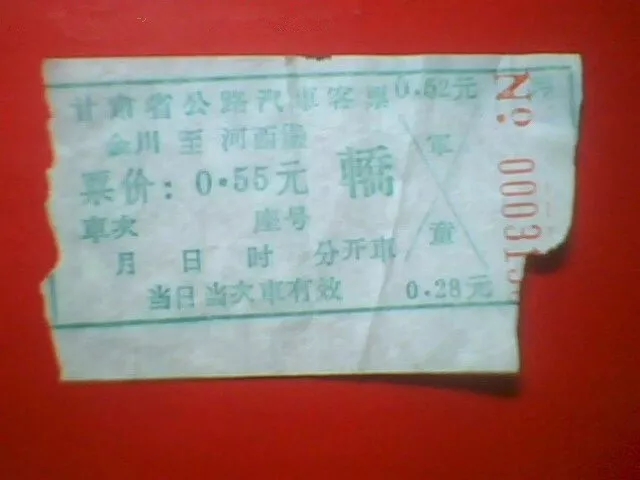 甘肃省公路汽车客票
0.52元
金川 至 河西堡
军
票价：0.55元 轿
车次 座号
童
月 日 时 分开车
当日当次车有效 0.28元
No 00031